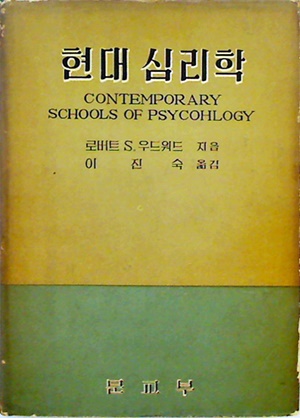 현대 심리학
CONTEMPORARY
SCHOOLS OF PSYCOHLOGY
로버트 S. 우드워드 지음
이 진 숙 옮김
문교부